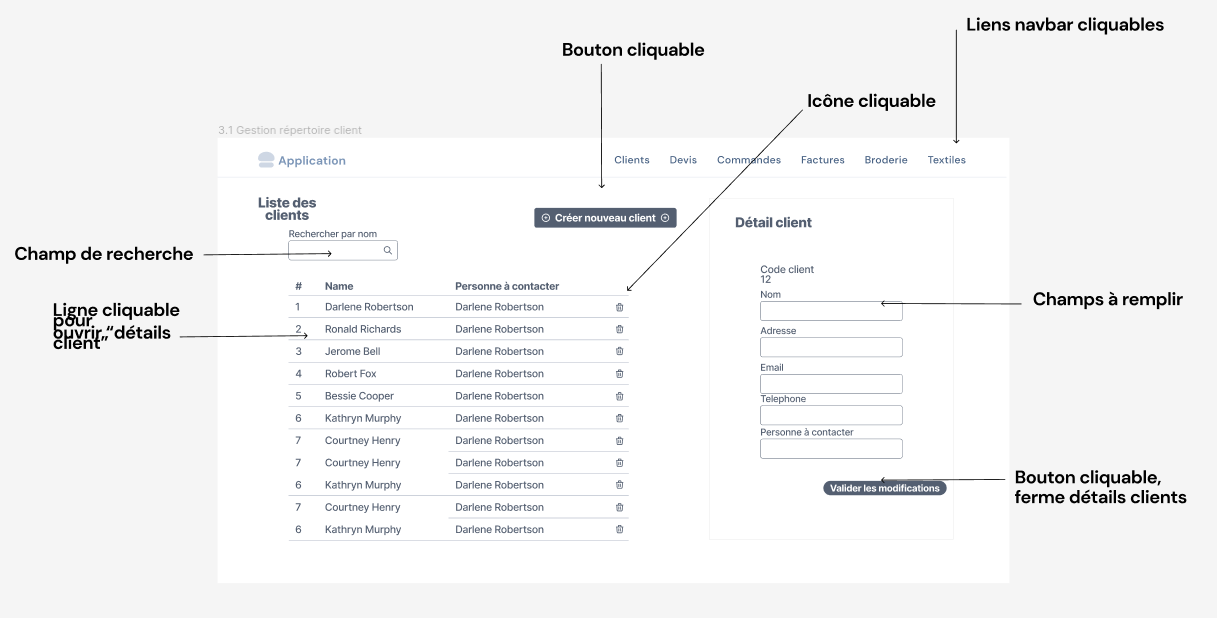 Liens navbar cliquables
Bouton cliquable
Icône cliquable
3.1 Gestion répertoire client
Application
Clients Devis Commandes Factures Broderie Textiles
Liste des
clients
Créer nouveau client
Détail client
Rechercher par nom
Champ de recherche
Code client
12
# Name Personne à contacter
Nom
Champs à remplir
1 Darlene Robertson Darlene Robertson
Ligne cliquable
pour
ouvrir “détails
client”
2 Ronald Richards Darlene Robertson
Adresse
3 Jerome Bell Darlene Robertson
Email
4 Robert Fox Darlene Robertson
5 Bessie Cooper Darlene Robertson
Telephone
6 Kathryn Murphy Darlene Robertson
Personne à contacter
7 Courtney Henry Darlene Robertson
7 Courtney Henry Darlene Robertson
6 Kathryn Murphy Darlene Robertson
Valider les modifications
Bouton cliquable,
ferme détails clients
7 Courtney Henry Darlene Robertson
6 Kathryn Murphy Darlene Robertson